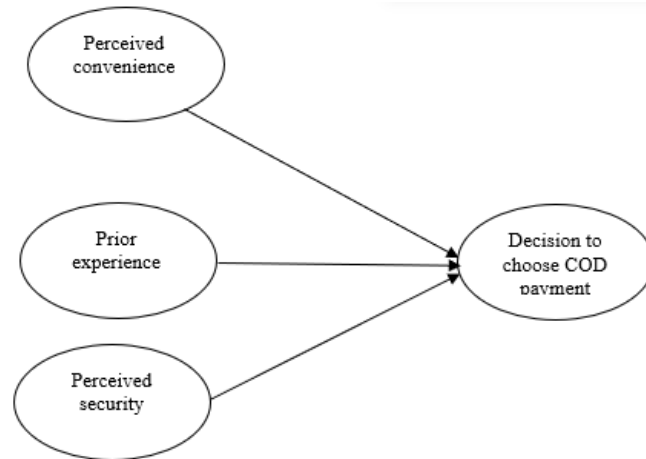 Perceived
convenience
Prior
experience
Decision to
choose COD
payment
Perceived
security